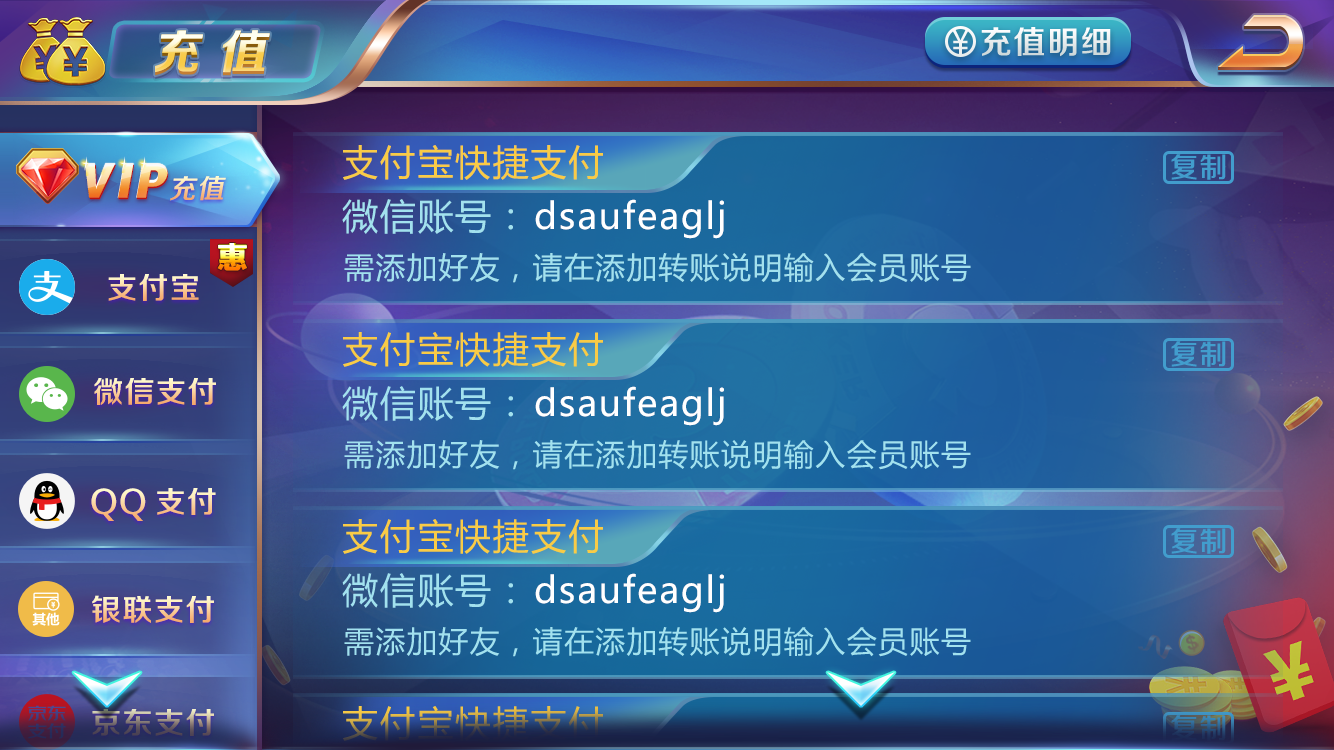 充值
充值明细
VIP充值
支付宝
惠
微信支付
QQ 支付
其他
银联支付
京东支付
京东支付
支付宝快捷支付
复制
微信账号：dsaufeaglj
需添加好友，请在添加转账说明输入会员账号
支付宝快捷支付
复制
微信账号：dsaufeaglj
需添加好友，请在添加转账说明输入会员账号
支付宝快捷支付
复制
微信账号：dsaufeaglj
需添加好友，请在添加转账说明输入会员账号
支付宝快捷支付
复制